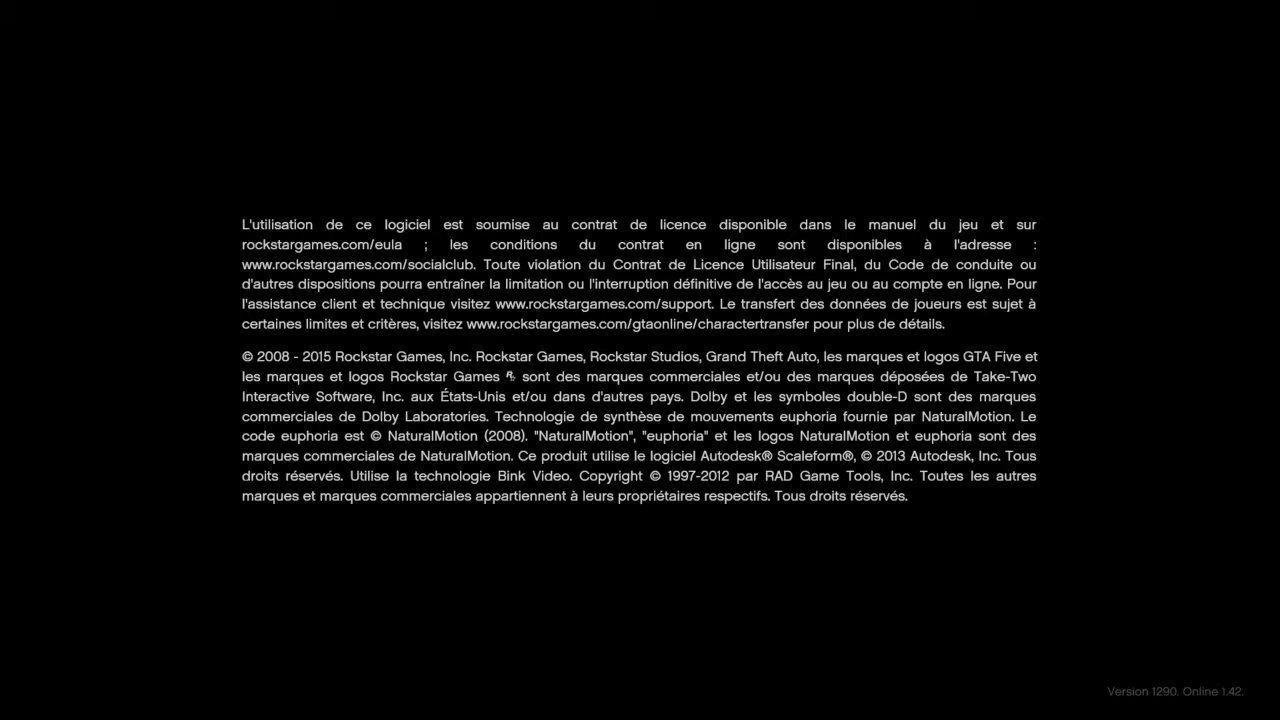 L'utilisation de ce logiciel est soumise au contrat de licence disponible dans le manuel du jeu et sur
rockstargames.com/eula ; les conditions du contrat en ligne sont disponibles à l'adresse :
www.rockstargames.com/socialclub. Toute violation du Contrat de Licence Utilisateur Final, du Code de conduite ou
d'autres dispositions pourra entraîner la limitation ou l'interruption définitive de l'accès au jeu ou au compte en ligne. Pour
l'assistance client et technique visitez www.rockstargames.com/support. Le transfert des données de joueurs est sujet à
certaines limites et critères, visitez www.rockstargames.com/gtaonline/charactertransfer pour plus de détails.
© 2008 - 2015 Rockstar Games, Inc. Rockstar Games, Rockstar Studios, Grand Theft Auto, les marques et logos GTA Five et
les marques et logos Rockstar Games R* sont des marques commerciales et/ou des marques déposées de Take-Two
Interactive Software, Inc. aux États-Unis et/ou dans d'autres pays. Dolby et les symboles double-D sont des marques
commerciales de Dolby Laboratories. Technologie de synthèse de mouvements euphoria fournie par NaturalMotion. Le
code euphoria est © NaturalMotion (2008). "NaturalMotion", "euphoria" et les logos NaturalMotion et euphoria sont des
marques commerciales de NaturalMotion. Ce produit utilise le logiciel Autodesk® Scaleform®, © 2013 Autodesk, Inc. Tous
droits réservés. Utilise la technologie Bink Video. Copyright © 1997-2012 par RAD Game Tools, Inc. Toutes les autres
marques et marques commerciales appartiennent à leurs propriétaires respectifs. Tous droits réservés.
Version 1290. Online 1.42.